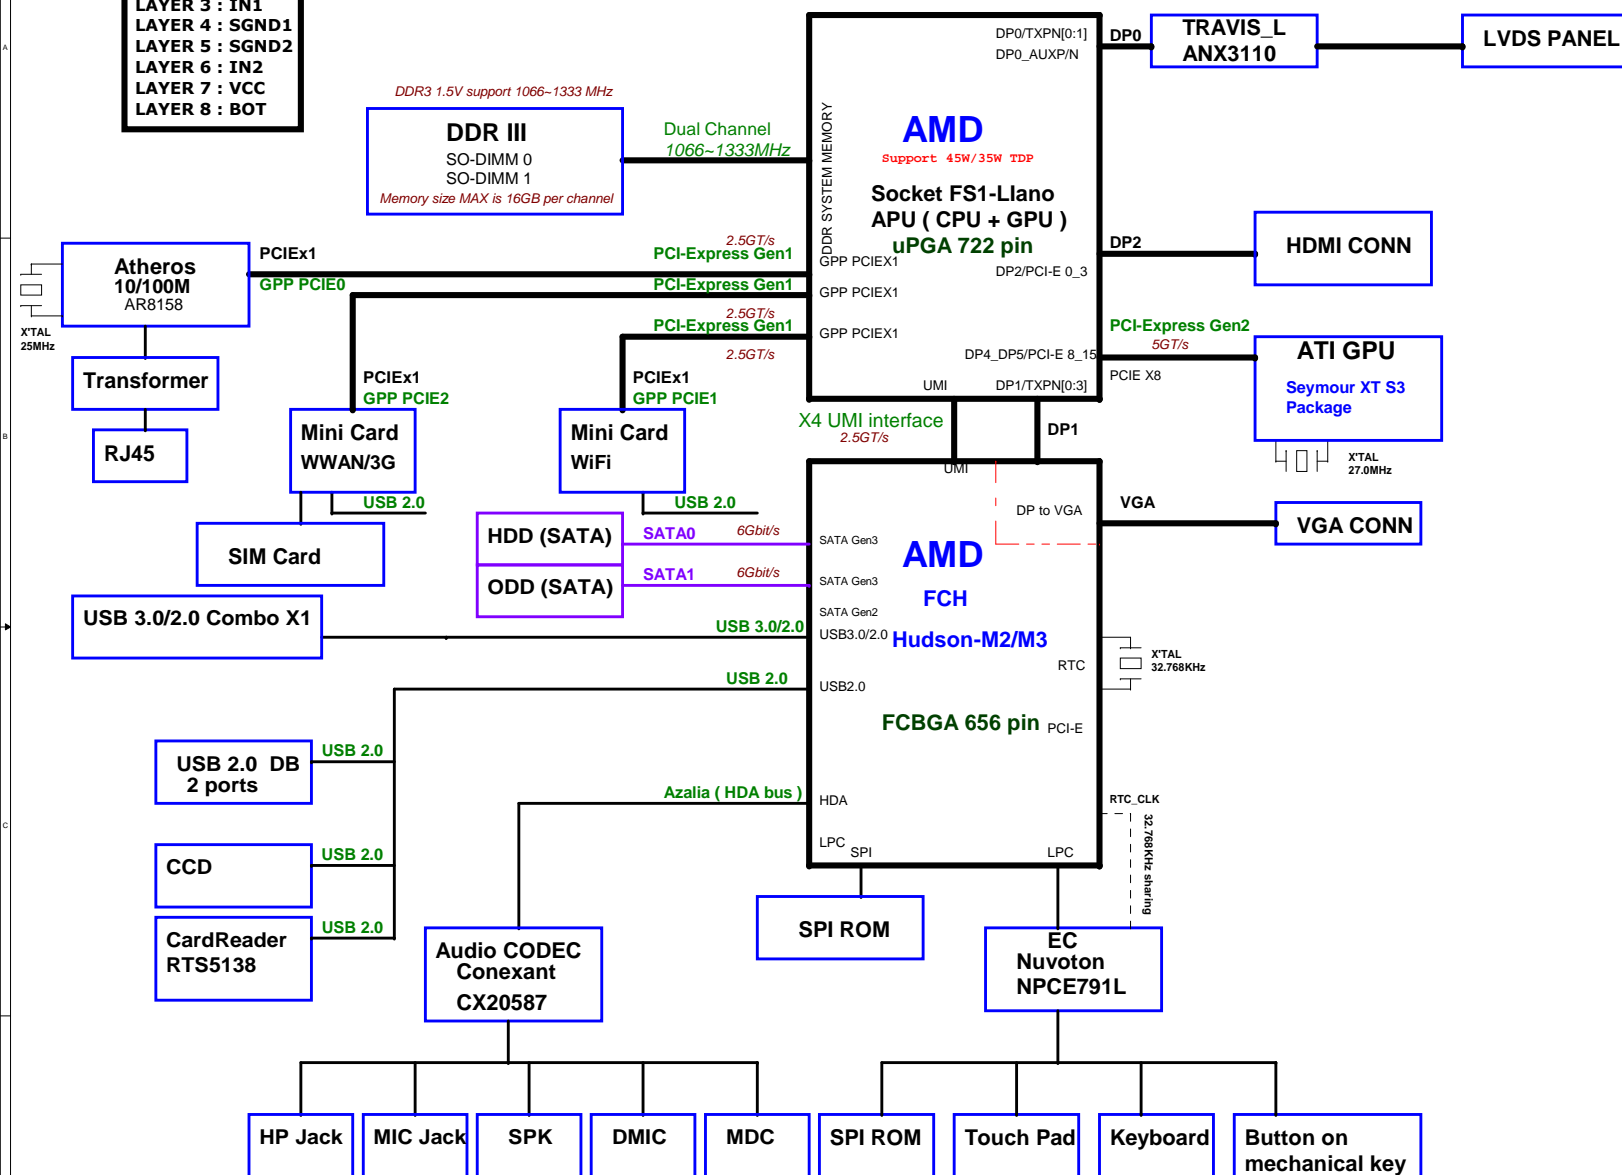 LAYER 3 : IN1
LAYER 4 : SGND1
LAYER 5 : SGND2
LAYER 6 : IN2
LAYER 7 : VCC
LAYER 8 : BOT
DP0/TXPN[0:1]
DP0_AUXP/N
DP0
TRAVIS_L
ANX3110
LVDS PANEL
DDR3 1.5V support 1066~1333 MHz
DDR III
SO-DIMM 0
SO-DIMM 1
Memory size MAX is 16GB per channel
Dual Channel
1066~1333MHz
DDR SYSTEM MEMORY
AMD
Support 45W/35W TDP
Socket FS1-Llano
APU ( CPU + GPU )
uPGA 722 pin
DP2
HDMI CONN
DP2/PCI-E 0_3
A
Atheros
10/100M
AR8158
X'TAL
25MHz
PCIEx1
GPP PCIE0
2.5GT/s
PCI-Express Gen1
GPP PCIEX1
PCI-Express Gen1
GPP PCIEX1
2.5GT/s
PCI-Express Gen1
GPP PCIEX1
2.5GT/s
PCI-Express Gen2
5GT/s
DP4_DP5/PCI-E 8_15
PCIE X8
ATI GPU
Seymour XT S3
Package
X'TAL
27.0MHz
UMI
DP1/TXPN[0:3]
Transformer
RJ45
B
PCIEx1
GPP PCIE2
Mini Card
WWAN/3G
USB 2.0
SIM Card
PCIEx1
GPP PCIE1
Mini Card
WiFi
USB 2.0
X4 UMI interface
2.5GT/s
DP1
UMI
DP to VGA
VGA
VGA CONN
HDD (SATA)
SATA0
6Gbit/s
SATA Gen3
ODD (SATA)
SATA1
6Gbit/s
SATA Gen3
SATA Gen2
AMD
FCH
Hudson-M2/M3
USB 3.0/2.0 Combo X1
USB 3.0/2.0
USB3.0/2.0
RTC
X'TAL
32.768KHz
USB 2.0
USB2.0
FCBGA 656 pin
PCI-E
USB 2.0 DB
2 ports
USB 2.0
Azalia ( HDA bus )
HDA
RTC_CLK
32.768KHz sharing
C
LPC
SPI
LPC
CCD
USB 2.0
CardReader
RTS5138
USB 2.0
Audio CODEC
Conexant
CX20587
SPI ROM
EC
Nuvoton
NPCE791L
HP Jack
MIC Jack
SPK
DMIC
MDC
SPI ROM
Touch Pad
Keyboard
Button on
mechanical key